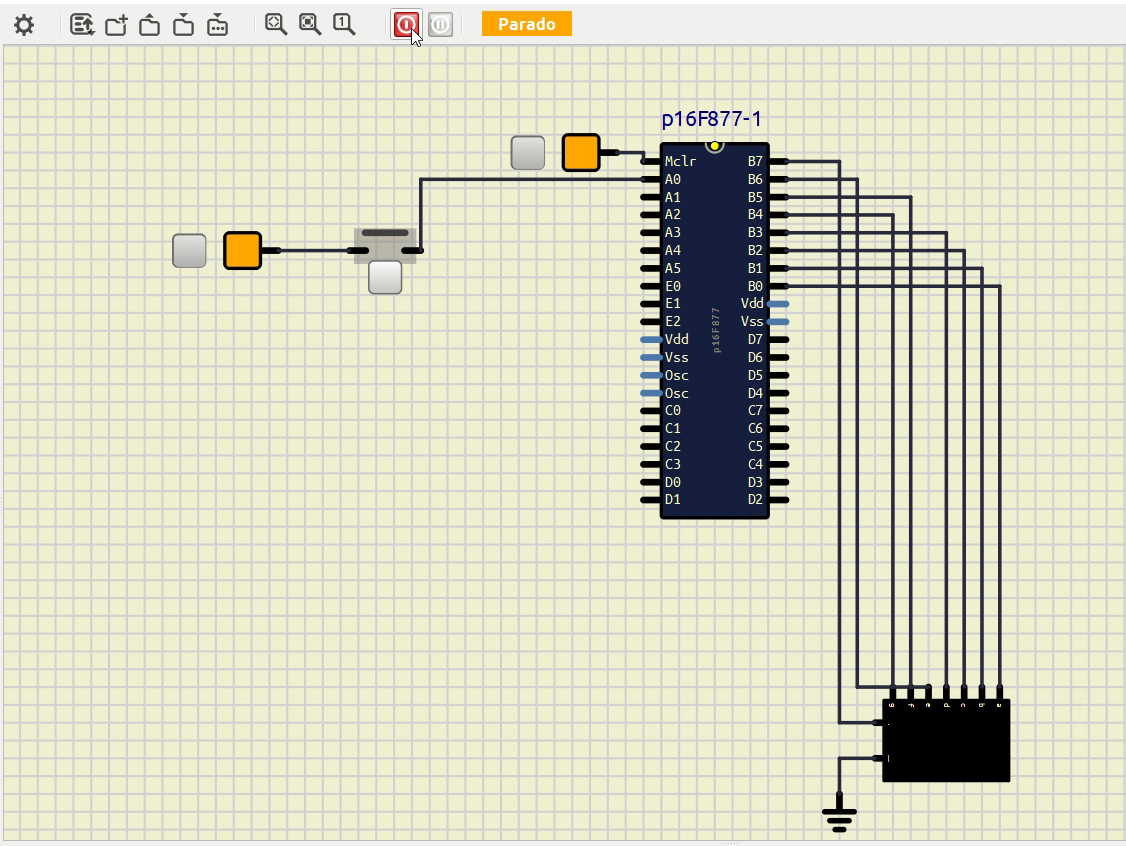 Parado
p16F877-1
Mclr B7
A0 B6
A1 B5
A2 B4
A3 B3
A4 B2
A5 B1
E0 B0
E1 Vdd
E2 Vss
Vdd D7
Vss D6
Osc D5
Osc D4
C0 C7
C1 C6
C2 C5
C3 C4
D0 D3
D1 D2
p16F877
g f e d c b a